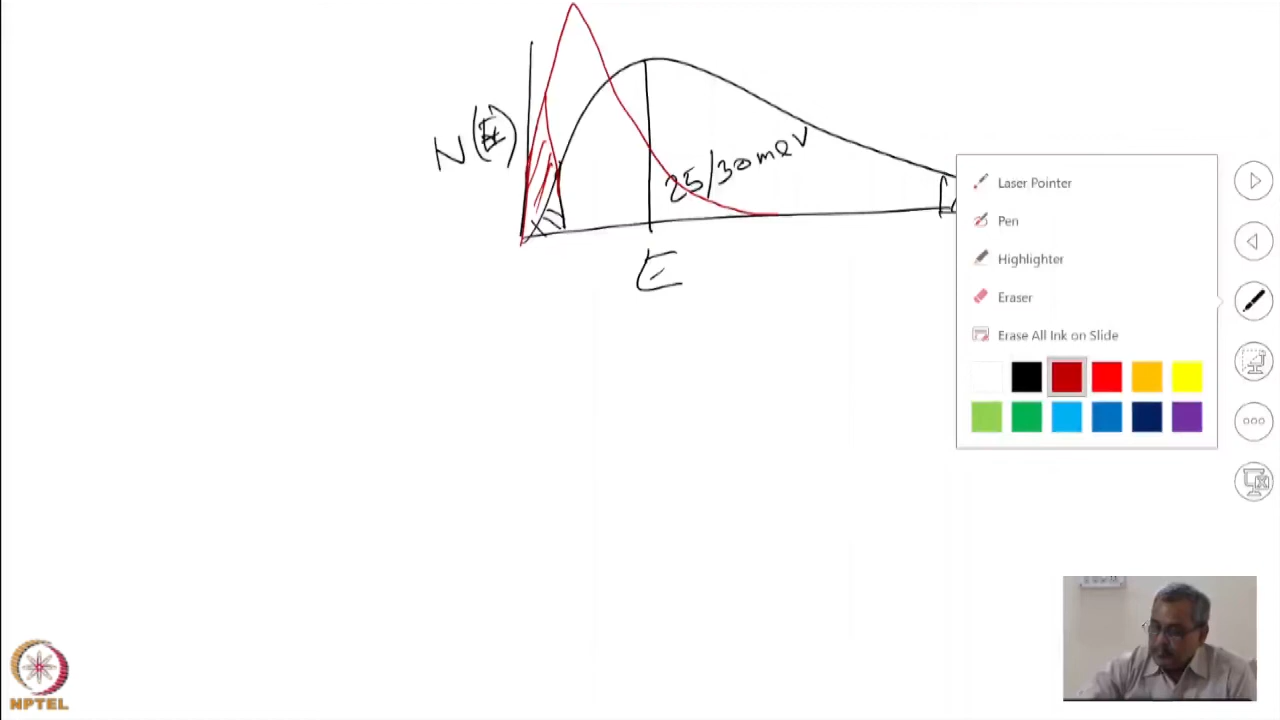 N(E)
25/30 meV
E
Laser Pointer
Pen
Highlighter
Eraser
Erase All Ink on Slide
NPTEL